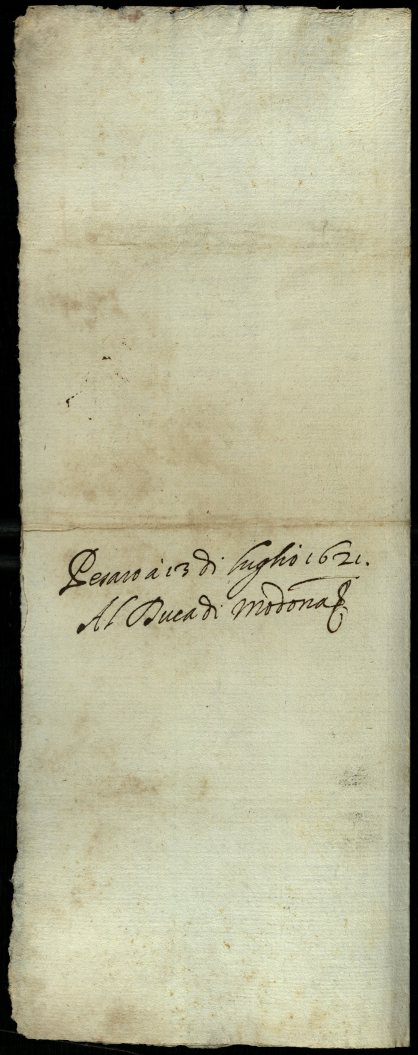 Pesaro à 13 di luglio 1621.
Al Duca di Modona